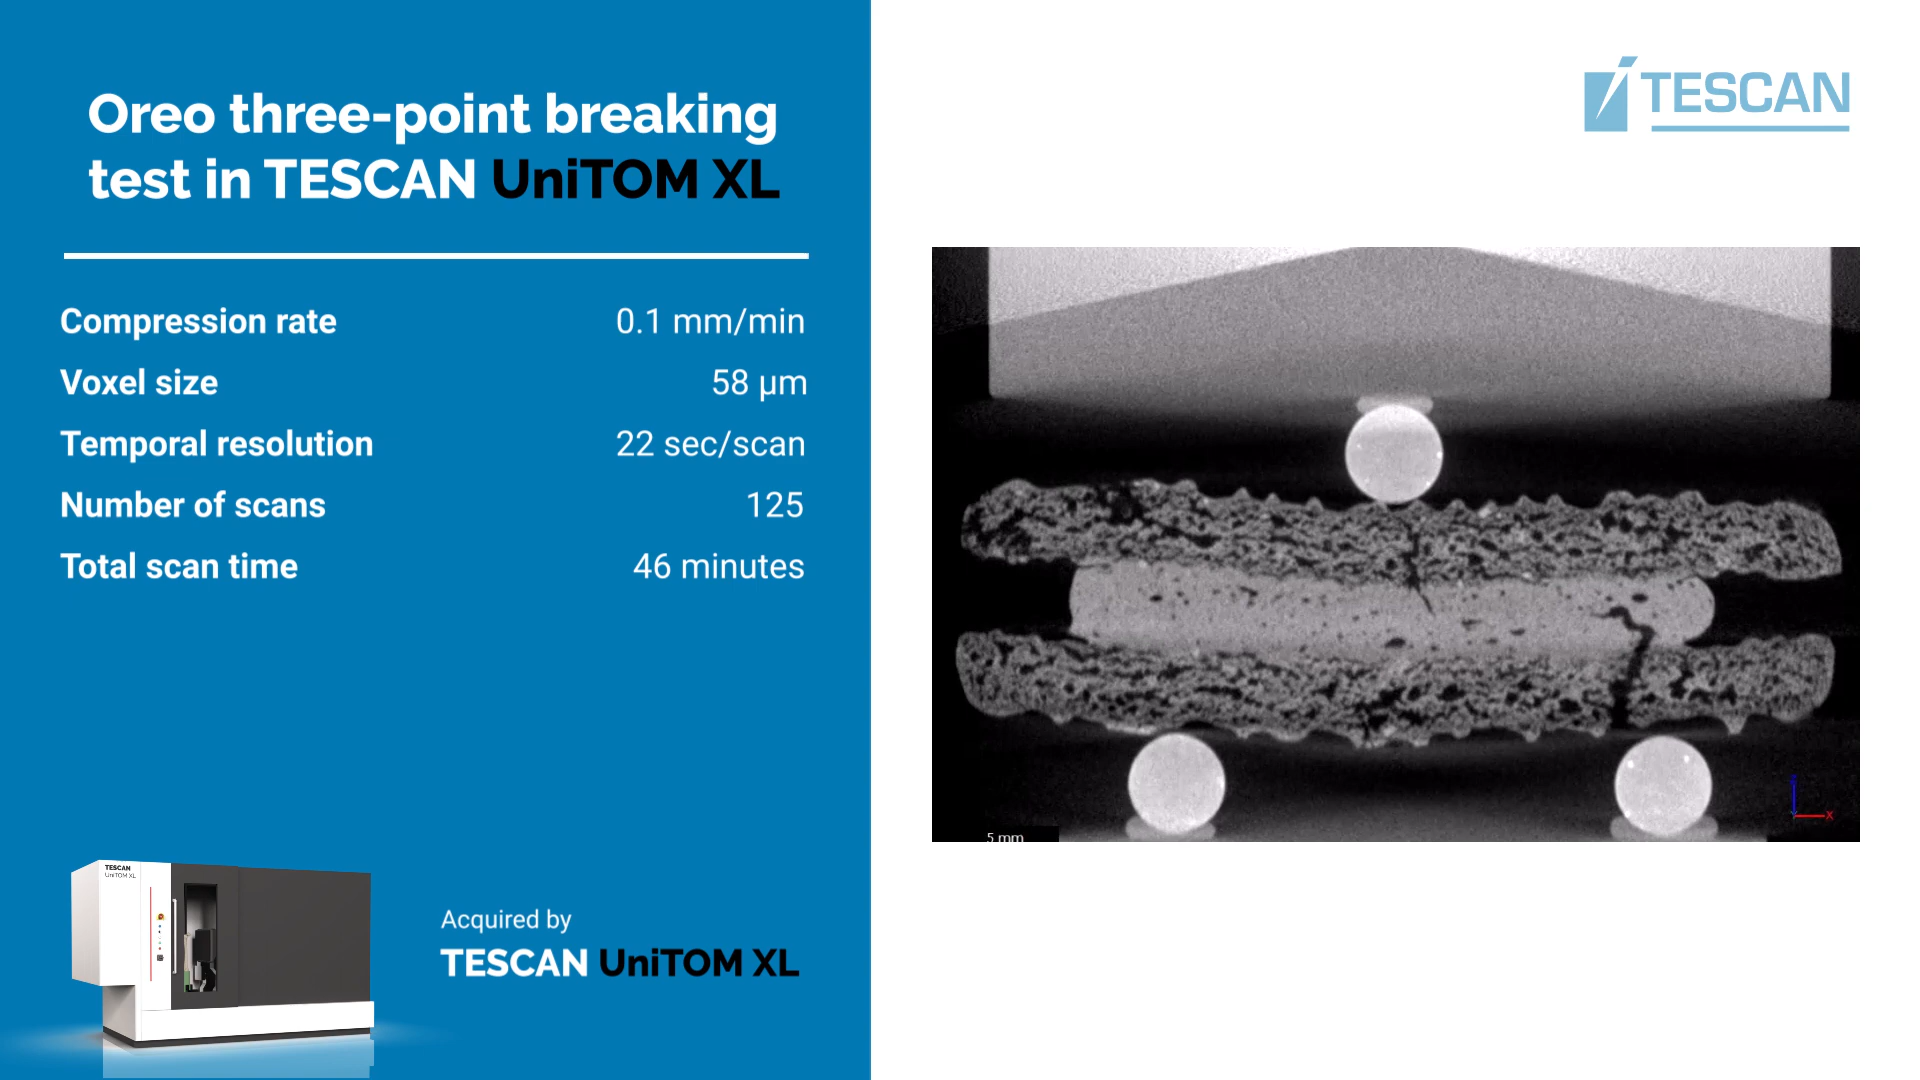 Oreo three-point breaking
test in TESCAN UniTOM XL
Compression rate 0.1 mm/min
Voxel size 58 µm
Temporal resolution 22 sec/scan
Number of scans 125
Total scan time 46 minutes
TESCAN
UniTOM XL
Acquired by
TESCAN UniTOM XL
TESCAN
5 mm
z
x